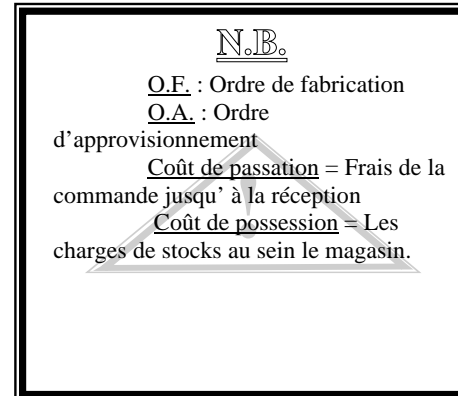 N.B.
O.F. : Ordre de fabrication
O.A. : Ordre
d'approvisionnement
Coût de passation = Frais de la
commande jusqu' à la réception
Coût de possession = Les
charges de stocks au sein le magasin.